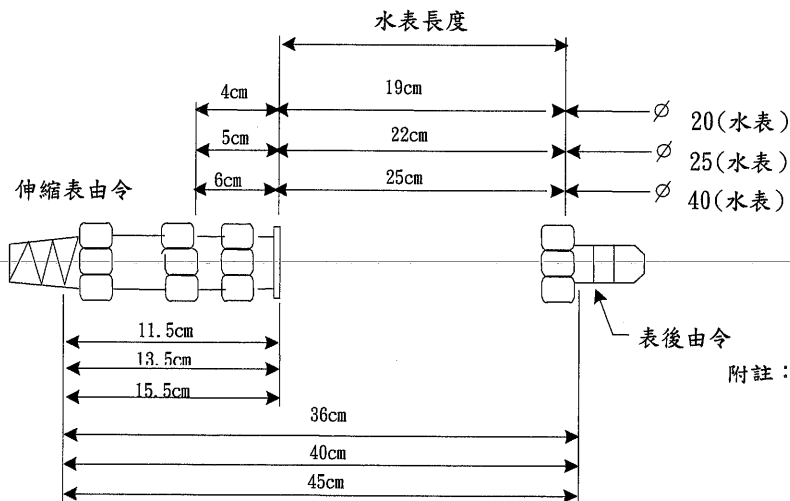 水表長度
4cm
19cm
∅ 20(水表)
5cm
22cm
∅ 25(水表)
6cm
25cm
∅ 40(水表)
伸縮表由令
11.5cm
13.5cm
15.5cm
表後由令
附註：
36cm
40cm
45cm